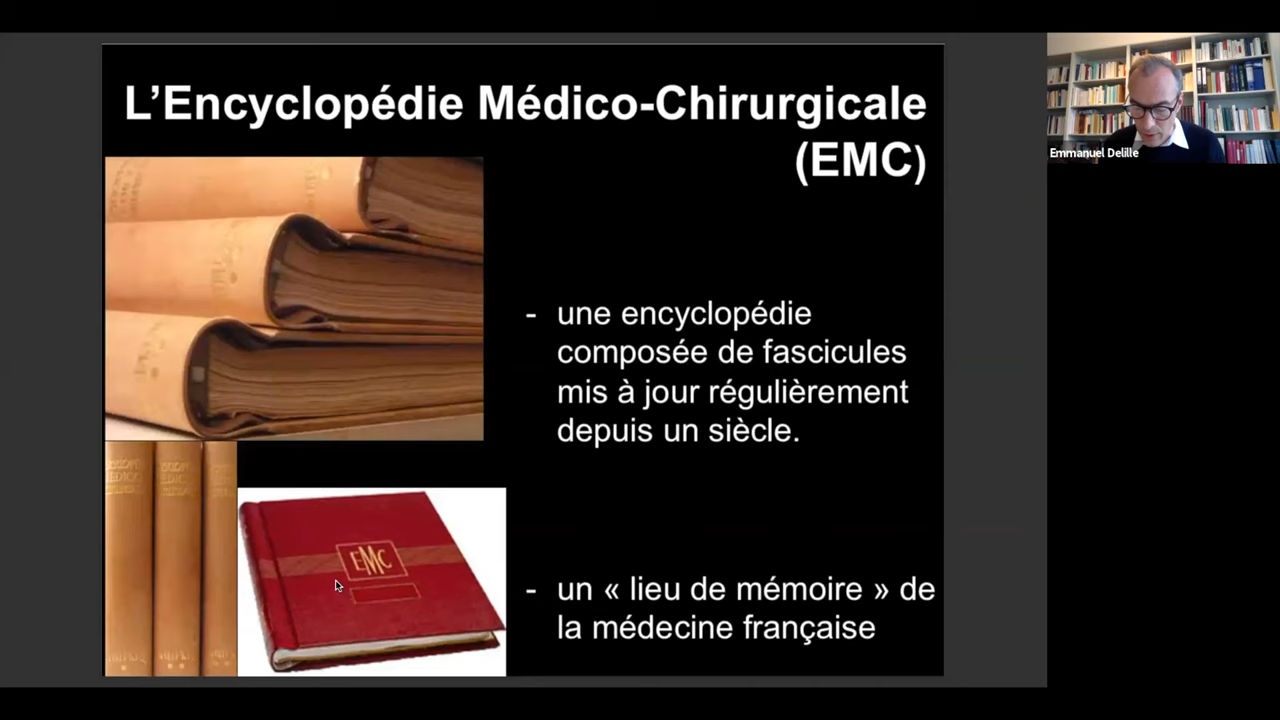 L’Encyclopédie Médico-Chirurgicale
(EMC)
- une encyclopédie
composée de fascicules
mis à jour régulièrement
depuis un siècle.
EMC
- un « lieu de mémoire » de
la médecine française
Emmanuel Delille